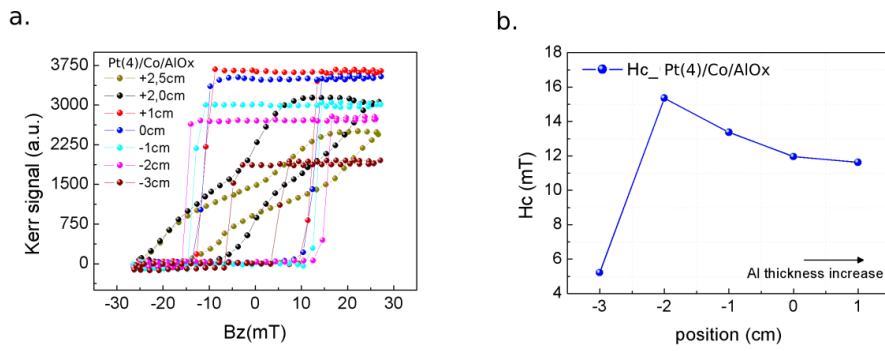 a.
Pt(4)/Co/AlOx
+2,5cm
+2,0cm
+1cm
0cm
-1cm
-2cm
-3cm
3750
3000
2250
1500
750
0
Kerr signal (a.u.)
-30 -20 -10 0 10 20 30
Bz(mT)
b.
Hc_ Pt(4)/Co/AlOx
18
16
14
12
10
8
6
4
Hc (mT)
Al thickness increase
-3 -2 -1 0 1
position (cm)